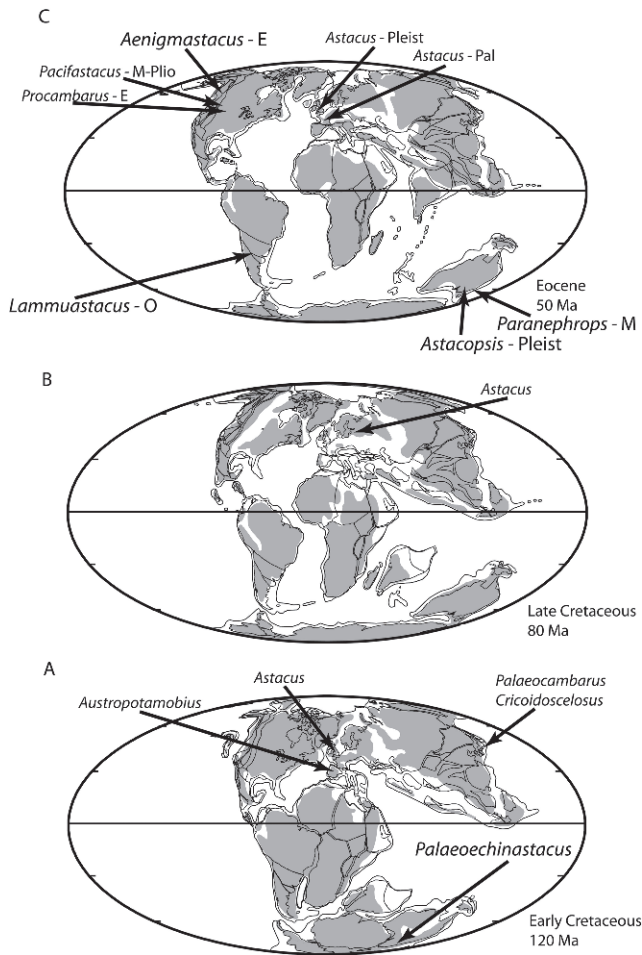 C
Aenigmastacus - E
Astacus - Pleist
Astacus - Pal
Pacifastacus - M-Plio
Procambarus - E
Lammuastacus - O
Eocene
50 Ma
Paranephrops - M
Astacopsis - Pleist
B
Astacus
Late Cretaceous
80 Ma
A
Astacus
Austropotamobius
Palaeocambarus
Cricoidoscelosus
Palaeoechinastacus
Early Cretaceous
120 Ma